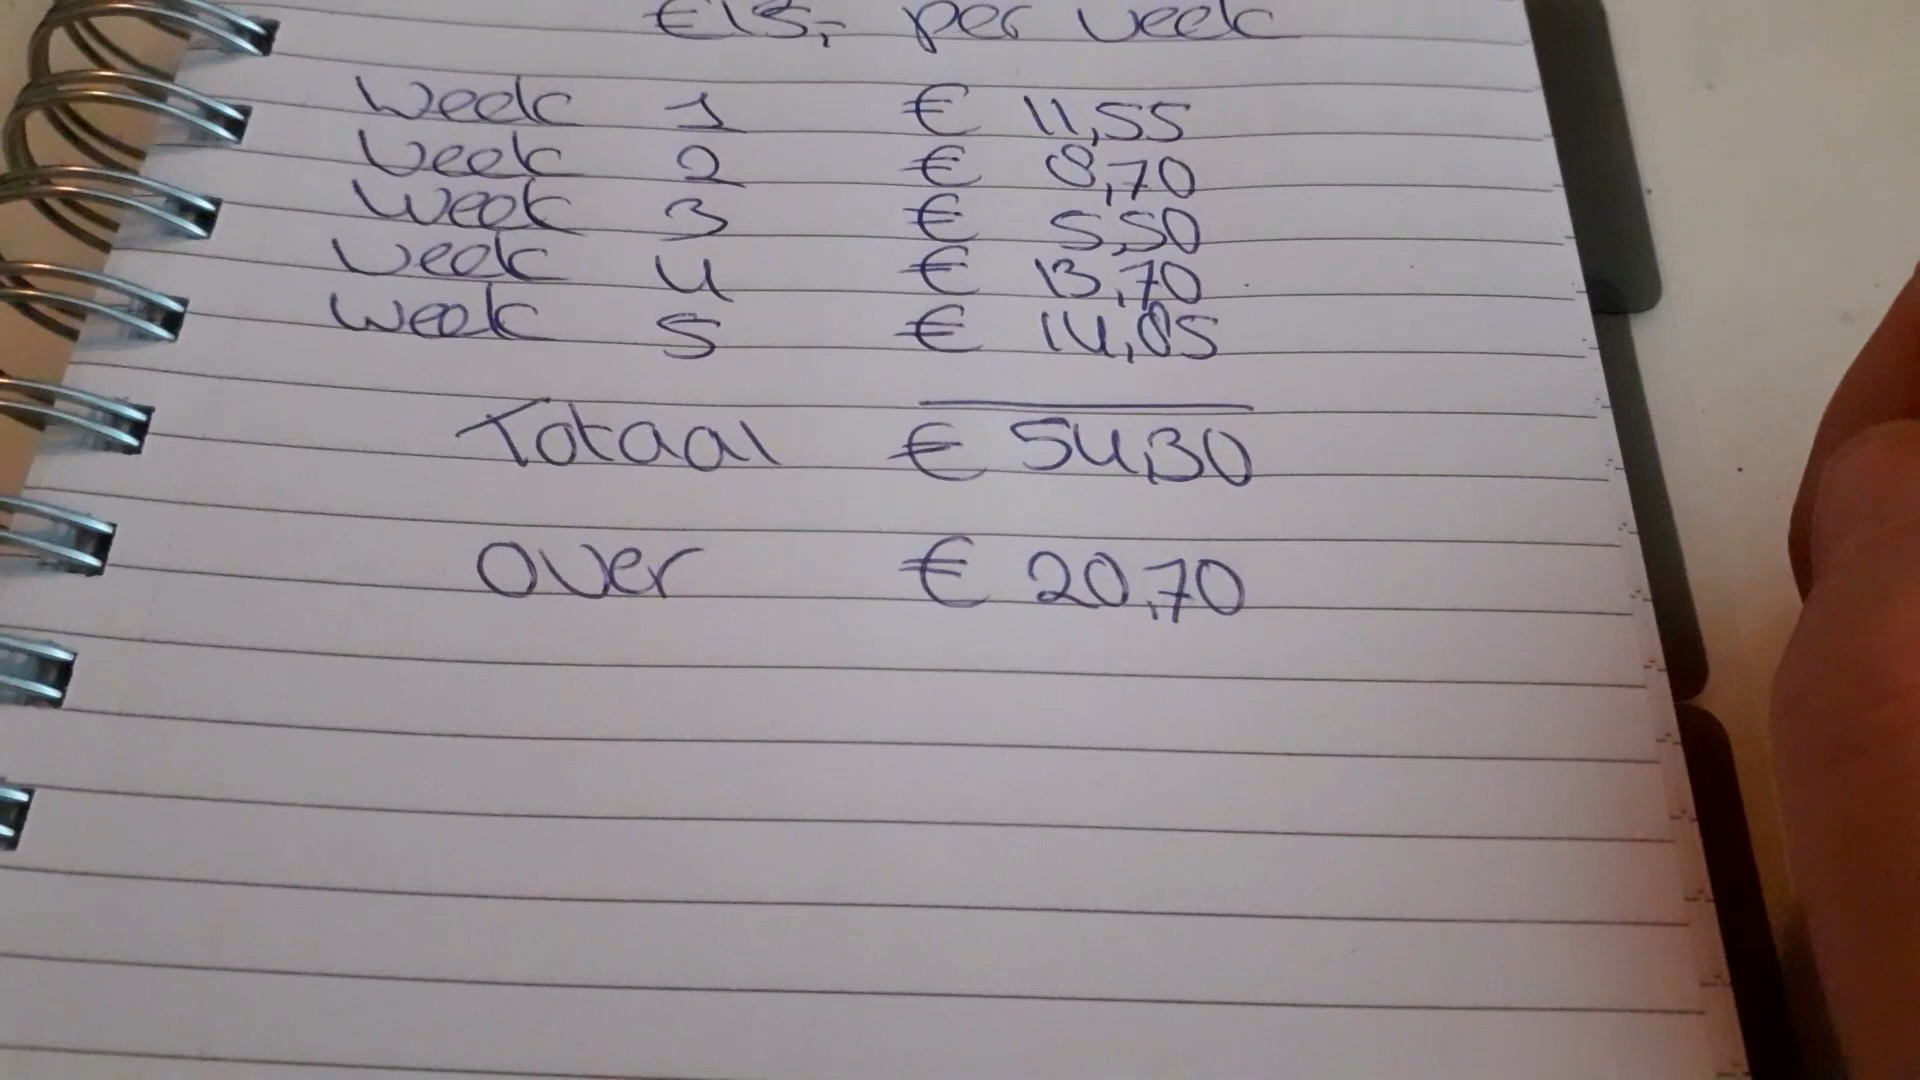 €15,- per week
Week 1 € 11,55
Week 2 € 8,70
Week 3 € 5,50
Week 4 € 13,70
Week 5 € 14,85
Totaal € 54,30
Over € 20,70